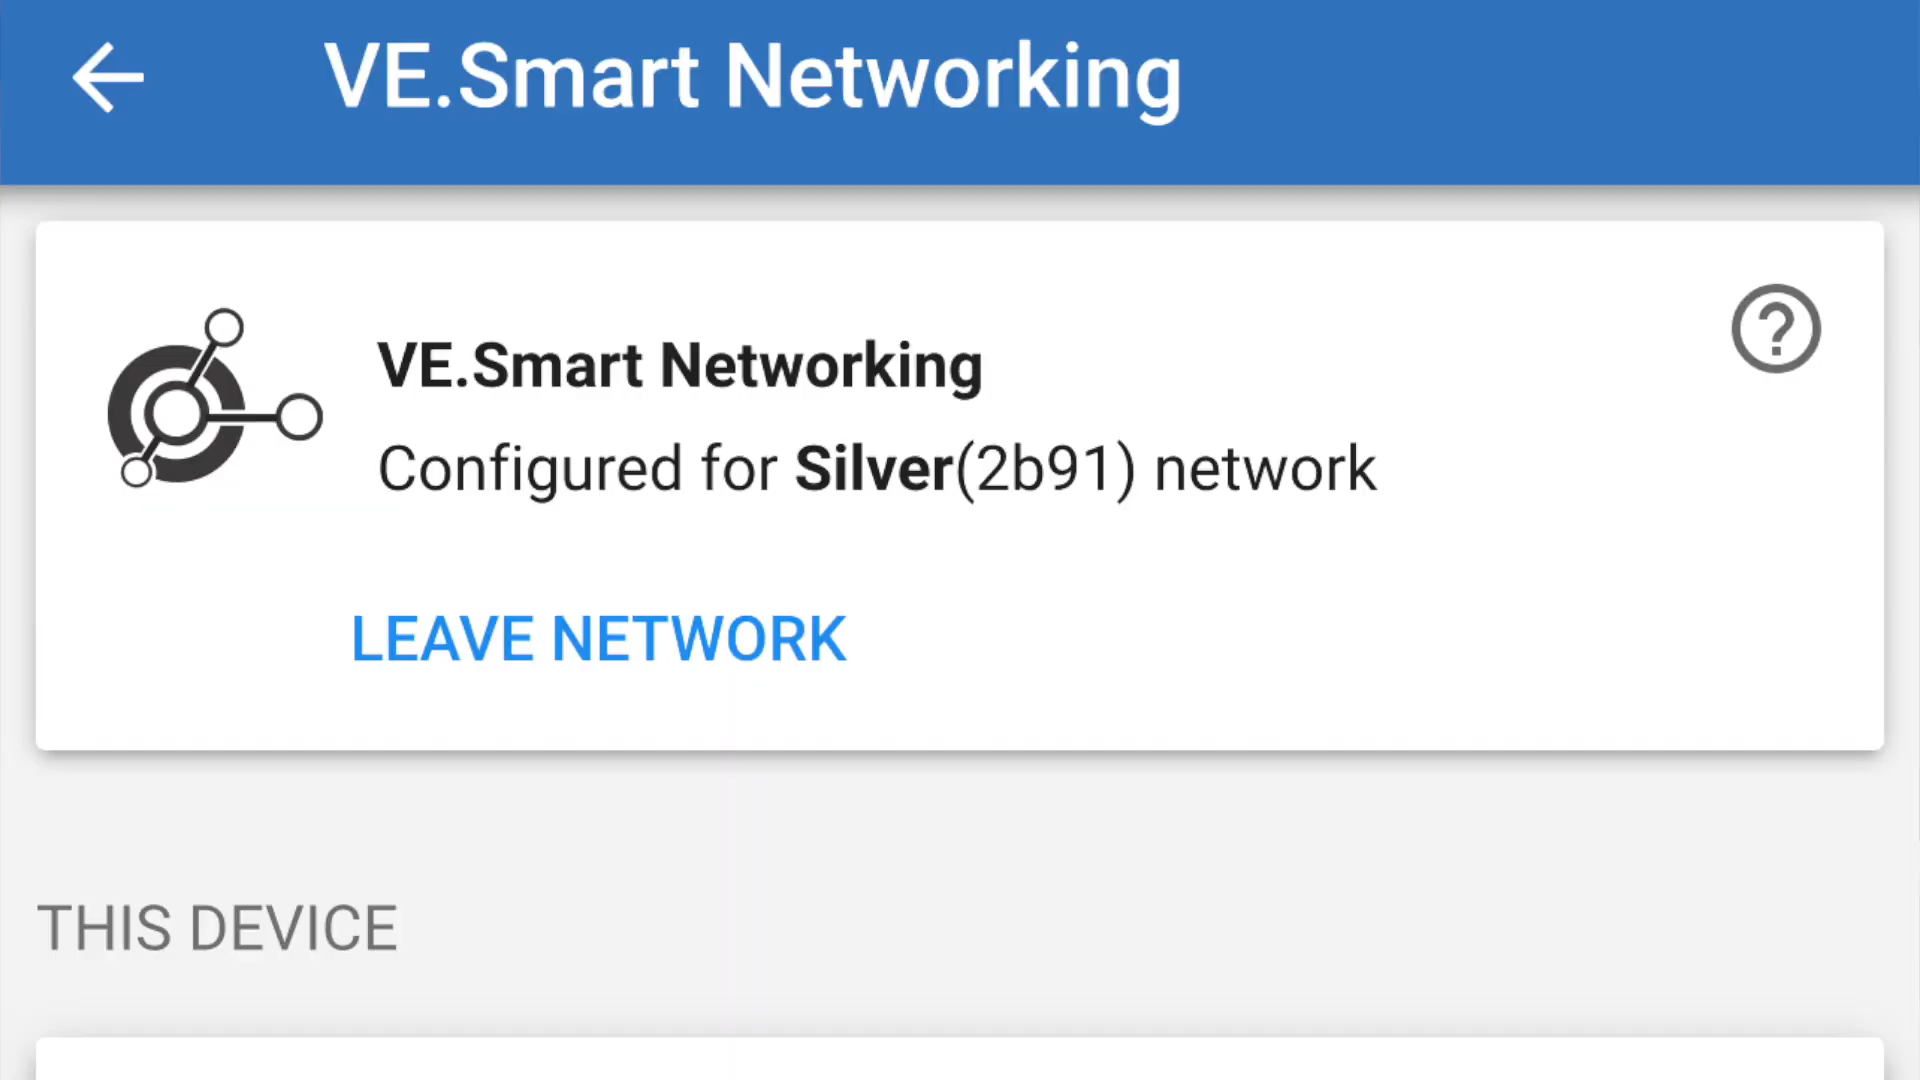 VE.Smart Networking
VE.Smart Networking
Configured for Silver(2b91) network
LEAVE NETWORK
THIS DEVICE